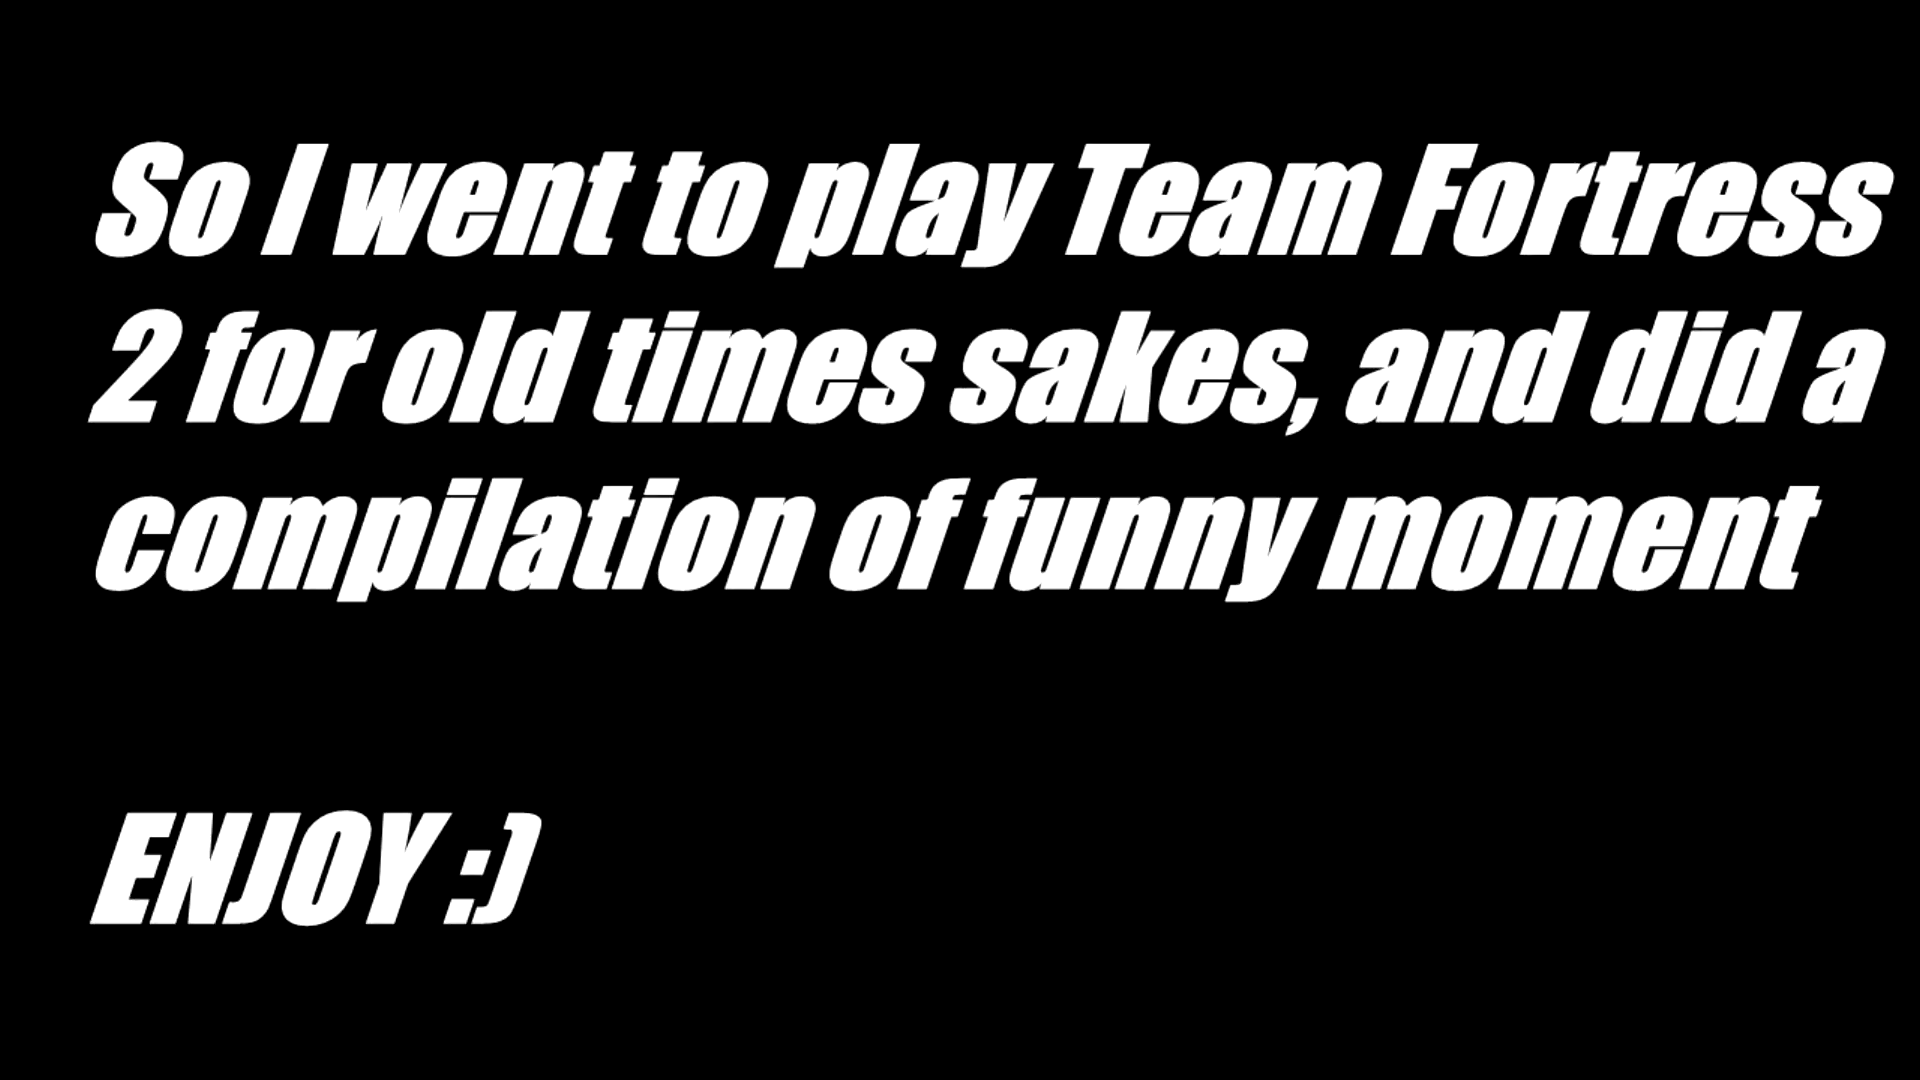 So I went to play Team Fortress
2 for old times sakes, and did a
compilation of funny moment
ENJOY :)